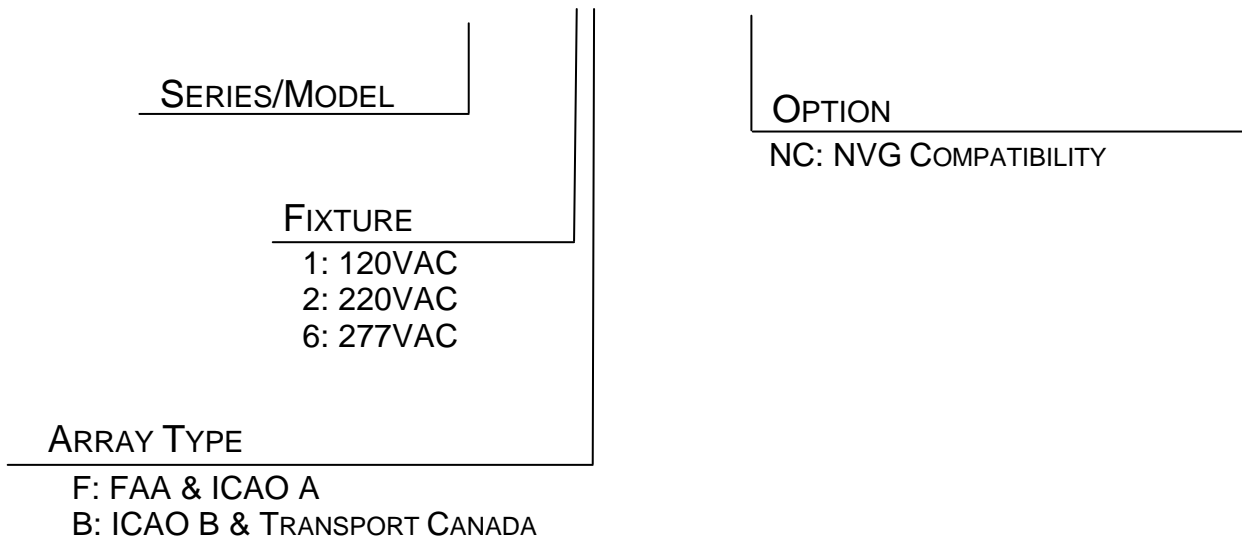 SERIES/MODEL
OPTION
NC: NVG COMPATIBILITY
FIXTURE
1: 120VAC
2: 220VAC
6: 277VAC
ARRAY TYPE
F: FAA & ICAO A
B: ICAO B & TRANSPORT CANADA